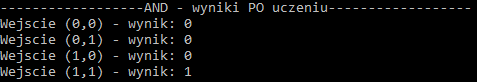 ------------------AND - wyniki PO uczeniu------------------
Wejscie (0,0) - wynik: 0
Wejscie (0,1) - wynik: 0
Wejscie (1,0) - wynik: 0
Wejscie (1,1) - wynik: 1